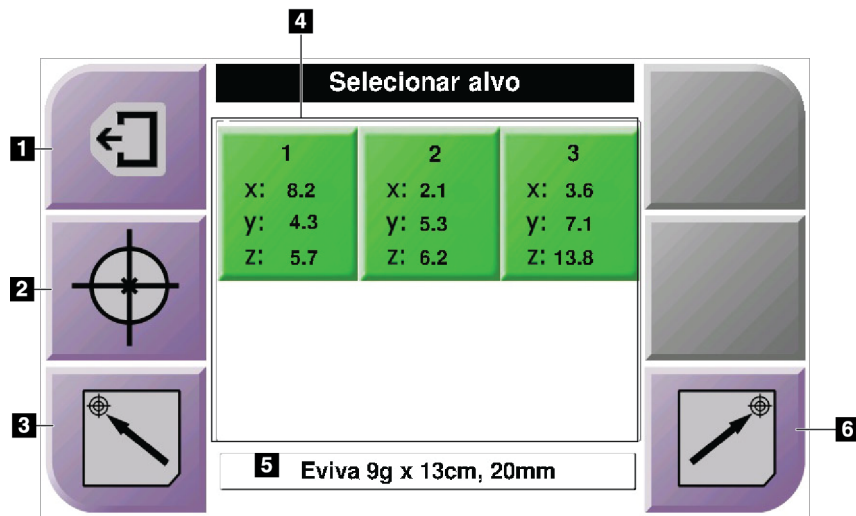 4
Selecionar alvo
1
1 2 3
x: 8.2 x: 2.1 x: 3.6
y: 4.3 y: 5.3 y: 7.1
z: 5.7 z: 6.2 z: 13.8
2
3
6
5 Eviva 9g x 13cm, 20mm